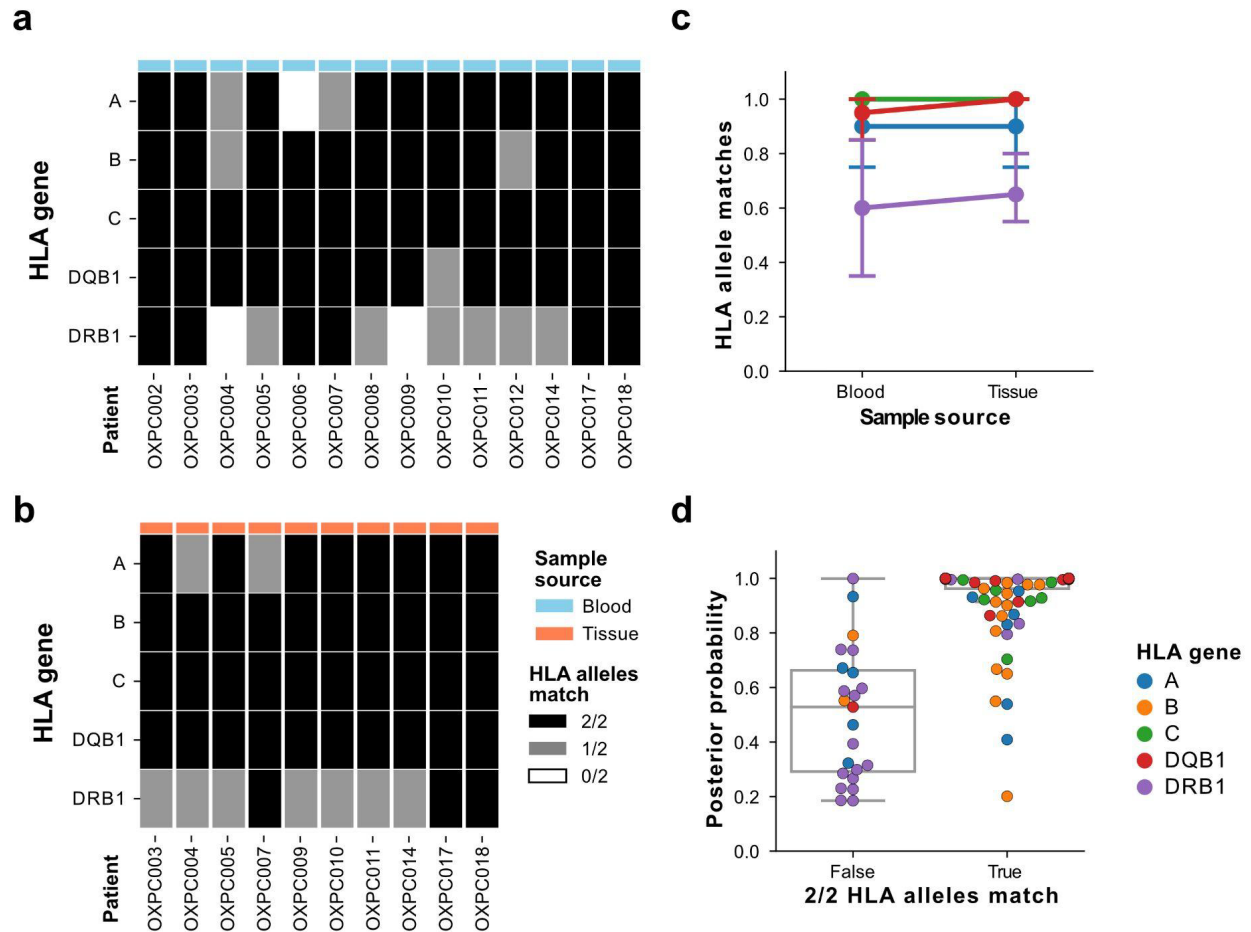 a
HLA gene
A
B
C
DQB1
DRB1
Patient
OXPC002
OXPC003
OXPC004
OXPC005
OXPC006
OXPC007
OXPC008
OXPC009
OXPC010
OXPC011
OXPC012
OXPC014
OXPC017
OXPC018
b
HLA gene
A
B
C
DQB1
DRB1
Patient
OXPC003
OXPC004
OXPC005
OXPC007
OXPC009
OXPC010
OXPC011
OXPC014
OXPC017
OXPC018
Sample
source
Blood
Tissue
HLA alleles
match
2/2
1/2
0/2
c
HLA allele matches
1.0
0.8
0.6
0.4
0.2
0.0
Blood
Tissue
Sample source
d
Posterior probability
1.0
0.8
0.6
0.4
0.2
0.0
False
True
2/2 HLA alleles match
HLA gene
A
B
C
DQB1
DRB1